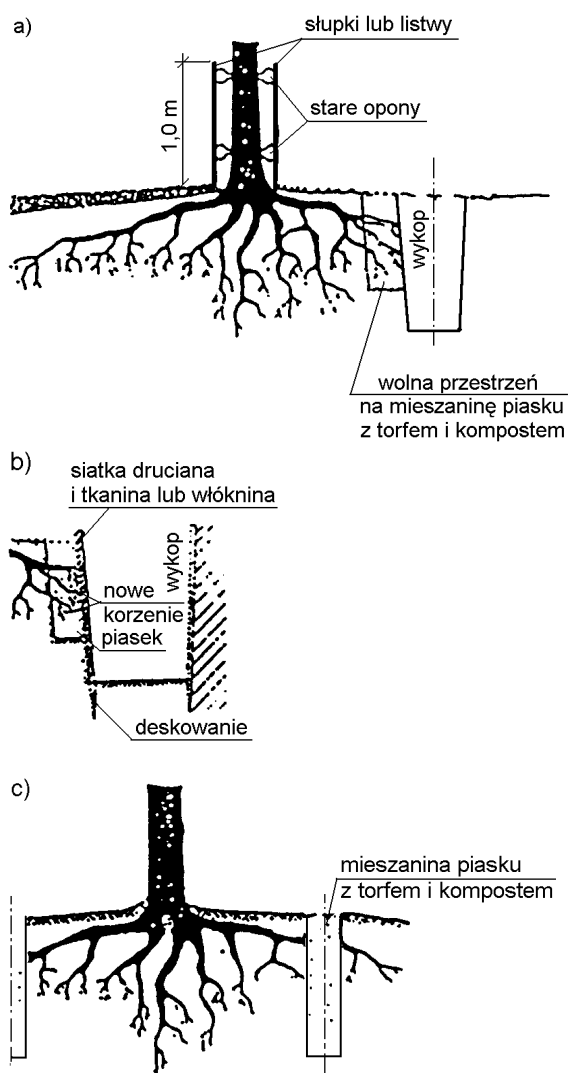 a)
słupki lub listwy
stare opony
1,0 m
wykop
wolna przestrzeń
na mieszaninę piasku
z torfem i kompostem
b)
siatka druciana
i tkanina lub włóknina
wykop
nowe
korzenie
piasek
deskowanie
c)
mieszanina piasku
z torfem i kompostem